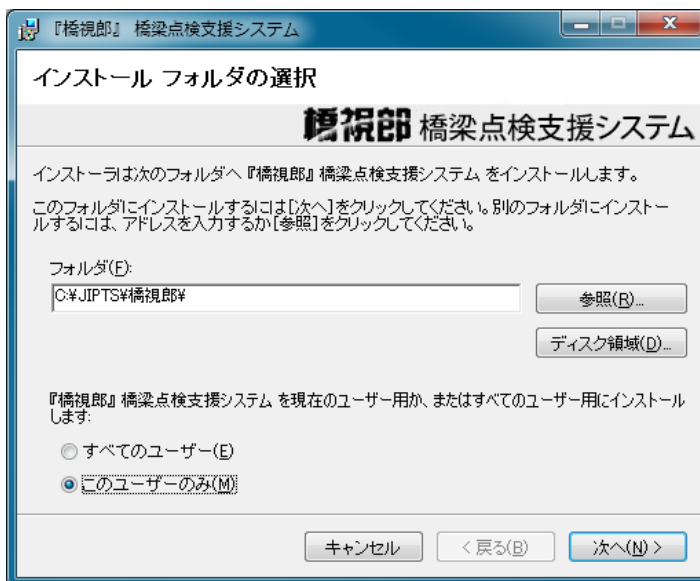 『橋視郎』 橋梁点検支援システム
インストール フォルダの選択
橋視郎 橋梁点検支援システム
インストーラは次のフォルダへ『橋視郎』橋梁点検支援システム をインストールします。
このフォルダにインストールするには[次へ]をクリックしてください。別のフォルダにインストー
ルするには、アドレスを入力するか[参照]をクリックしてください。
フォルダ(F):
C:¥JIPTS¥橋視郎¥
参照(R)...
ディスク領域(D)...
『橋視郎』橋梁点検支援システム を現在のユーザー用か、またはすべてのユーザー用にインストール
します:
すべてのユーザー(E)
このユーザーのみ(M)
キャンセル
< 戻る(B)
次へ(N) >